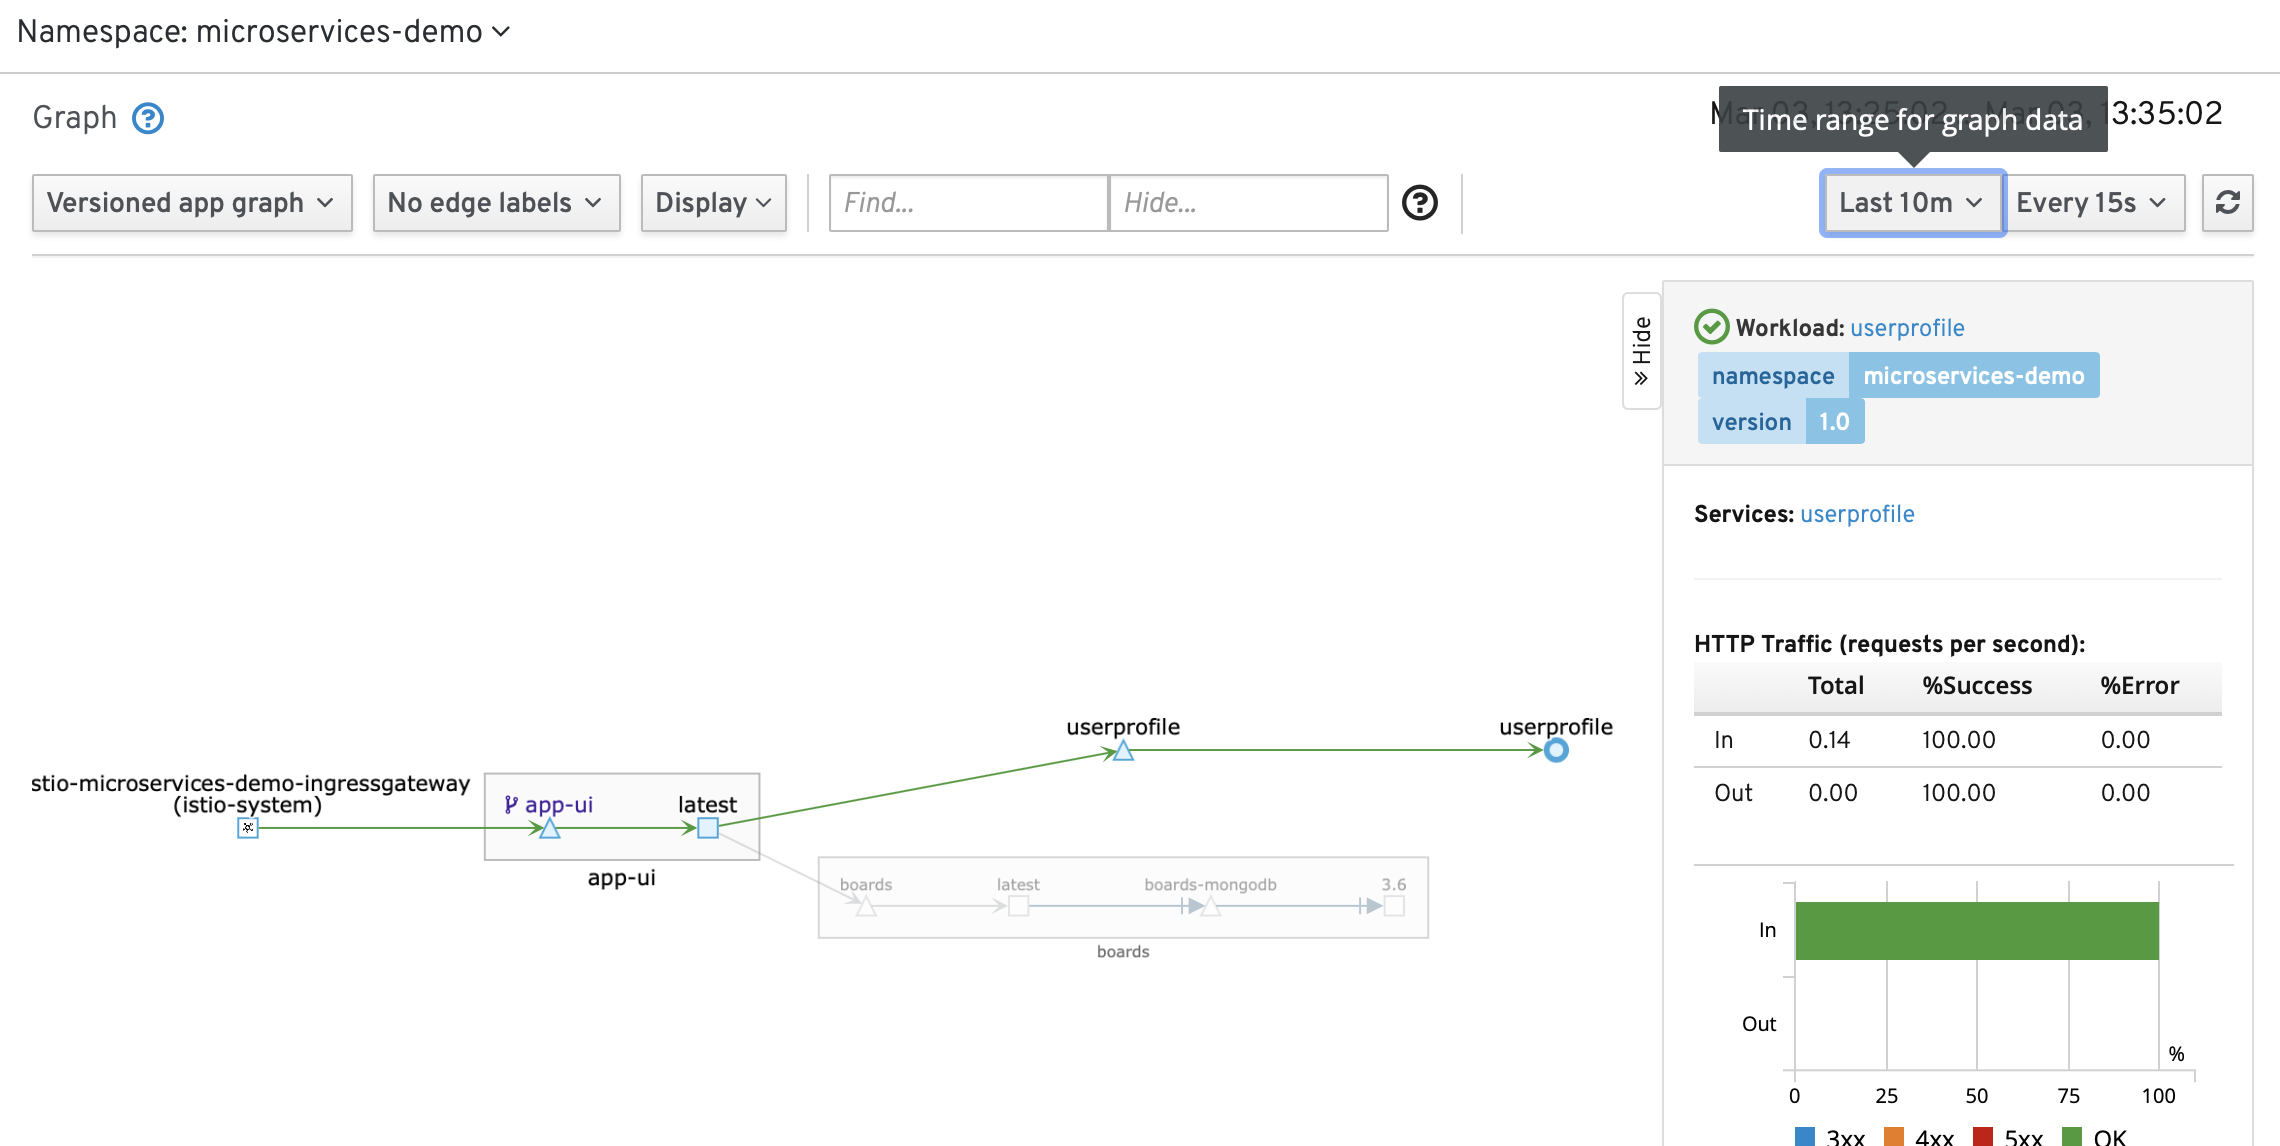 Namespace: microservices-demo
Graph
3:35:02
Time range for graph data
Versioned app graph
No edge labels
Display
Find...
Hide...
Last 10m
Every 15s
Hide
Workload: userprofile
namespace microservices-demo
version 1.0
Services: userprofile
HTTP Traffic (requests per second):
Total %Success %Error
In 0.14 100.00 0.00
Out 0.00 100.00 0.00
userprofile
userprofile
stio-microservices-demo-ingressgateway
(istio-system)
app-ui
latest
app-ui
boards
latest
boards-mongodb
3.6
boards
In
Out
%
0 25 50 75 100
3xx 4xx 5xx OK